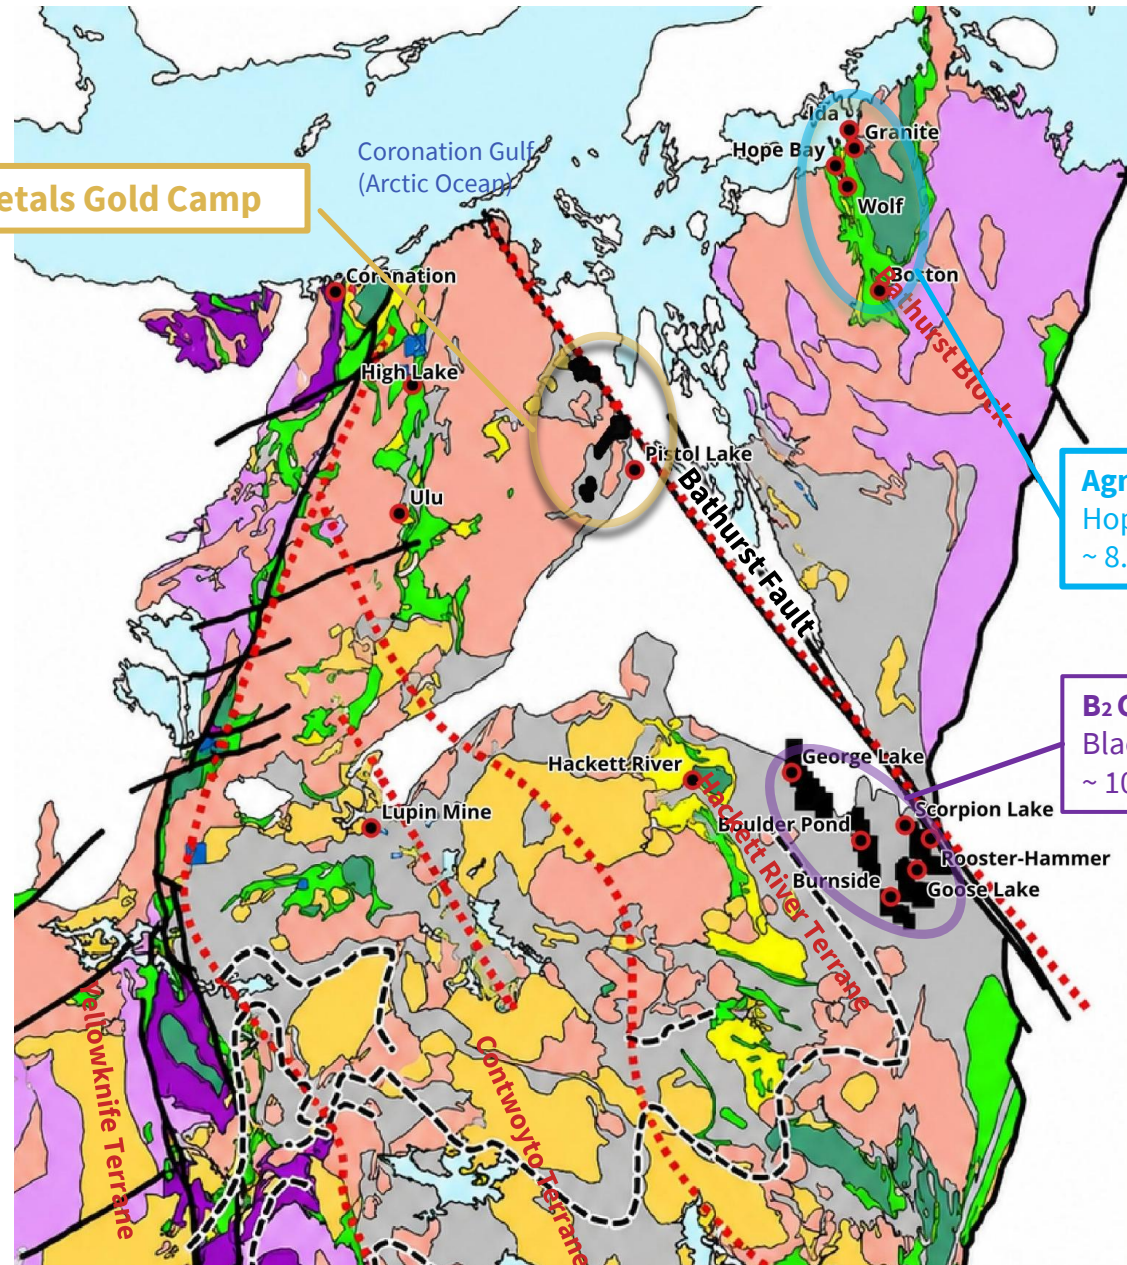 Ida
Granite
Hope Bay
Wolf
Coronation Gulf
(Arctic Ocean)
etals Gold Camp
Coronation
Boston
Bathurst Block
High Lake
Pistol Lake
Agn
Hop
~ 8.
Ulu
Bathurst Fault
B2 G
Blac
~ 10
George Lake
Hackett River
Lupin Mine
Scorpion Lake
Boulder Pond
Rooster-Hammer
Burnside
Goose Lake
Hackett River Terrane
Yellowknife Terrane
Contwoyto Terrane